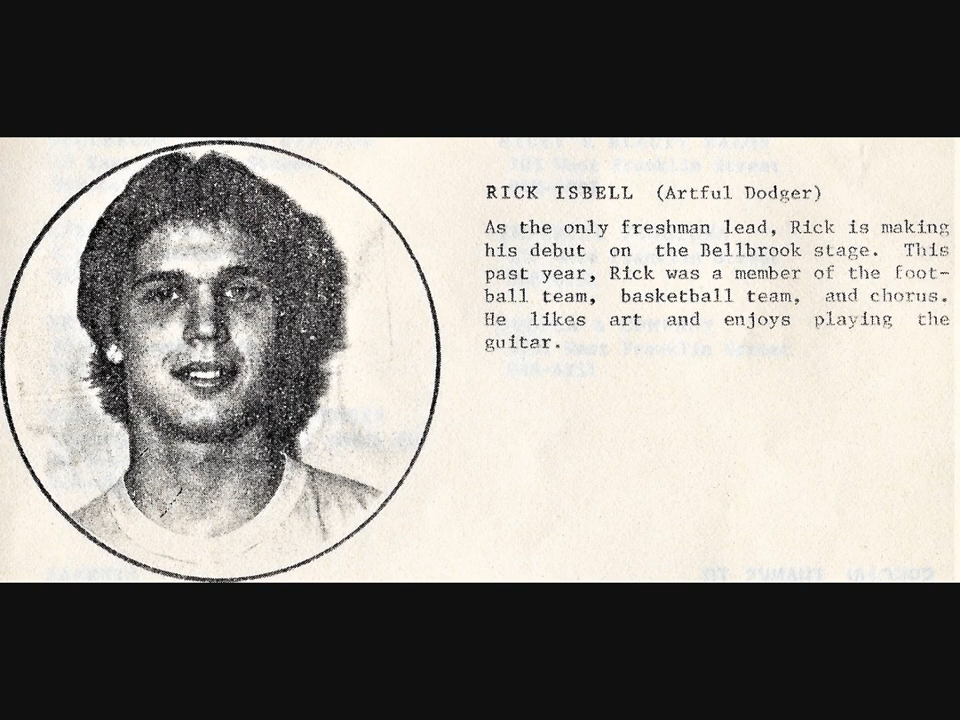 RICK ISBELL (Artful Dodger)
As the only freshman lead, Rick is making
his debut on the Bellbrook stage. This
past year, Rick was a member of the foot-
ball team, basketball team, and chorus.
He likes art and enjoys playing the
guitar.